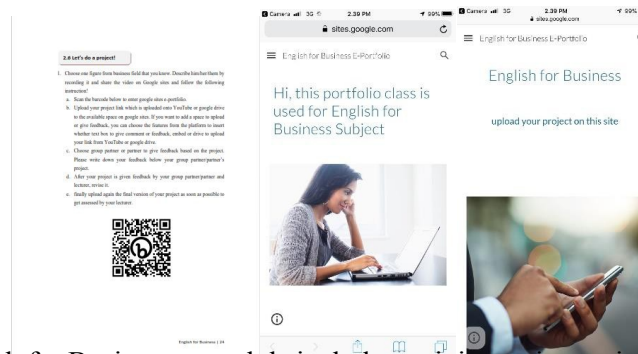 2.8 Let's do a project!
1. Choose one figure from business field that you know. Describe him/her them by
recording it and share the video on Google sites and follow the following
instruction!
a. Scan the barcode below to enter google sites e-portfolio.
b. Upload your project link which is uploaded onto YouTube or google drive
to the available space on google sites. If you want to add a space to upload
or give feedback, you can choose the features from the platform to insert
whether text box to give comment or feedback, embed or drive to upload
your link from YouTube or google drive.
c. Choose group partner or partner to give feedback based on the project.
Please write down your feedback below your group partner/partner's
project.
d. After your project is given feedback by your group partner/partner and
lecturer, revise it.
e. finally upload again the final version of your project as soon as possible to
get assessed by your lecturer.
English for Business | 24
Camera 3G 2.39 PM 99%
sites.google.com
English for Business E-Portfolio
Hi, this portfolio class is
used for English for
Business Subject
Camera 3G 2.39 PM 99%
sites.google.com
English for Business E-Portfolio
English for Business
upload your project on this site